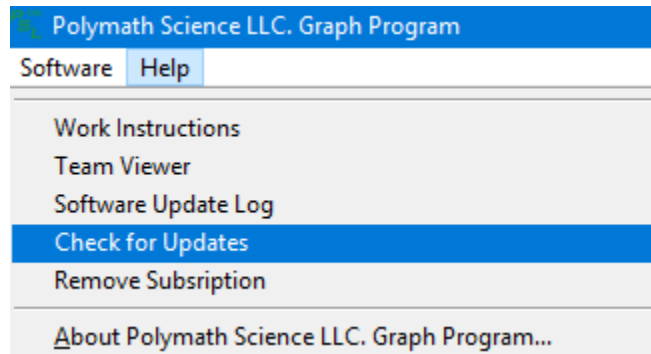 Polymath Science LLC. Graph Program
Software Help
Work Instructions
Team Viewer
Software Update Log
Check for Updates
Remove Subsription
About Polymath Science LLC. Graph Program...